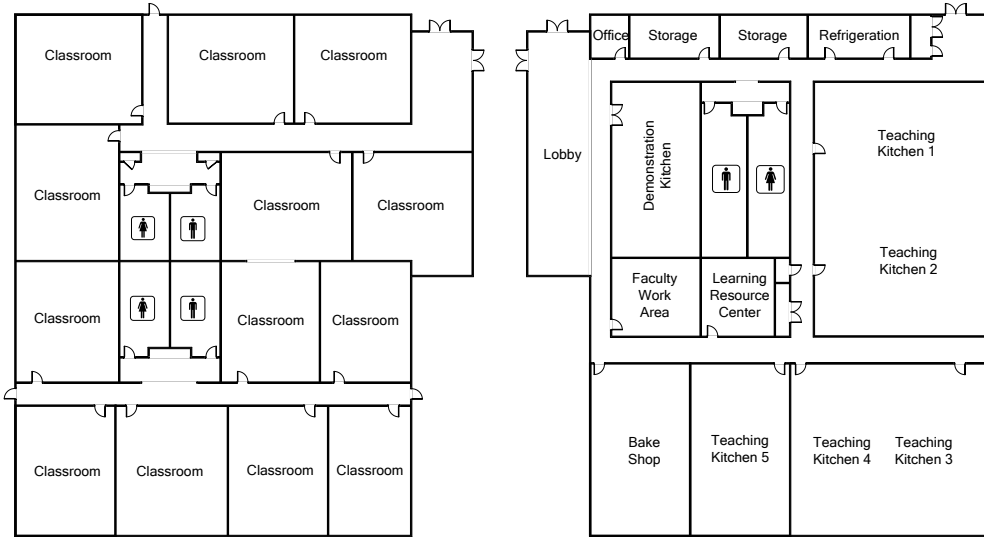 Classroom
Classroom
Classroom
Classroom
Classroom
Classroom
Classroom
Classroom
Classroom
Classroom
Classroom
Classroom
Classroom
Office
Storage
Storage
Refrigeration
Lobby
Demonstration
Kitchen
Teaching
Kitchen 1
Teaching
Kitchen 2
Faculty
Work
Area
Learning
Resource
Center
Bake
Shop
Teaching
Kitchen 5
Teaching
Kitchen 4
Teaching
Kitchen 3